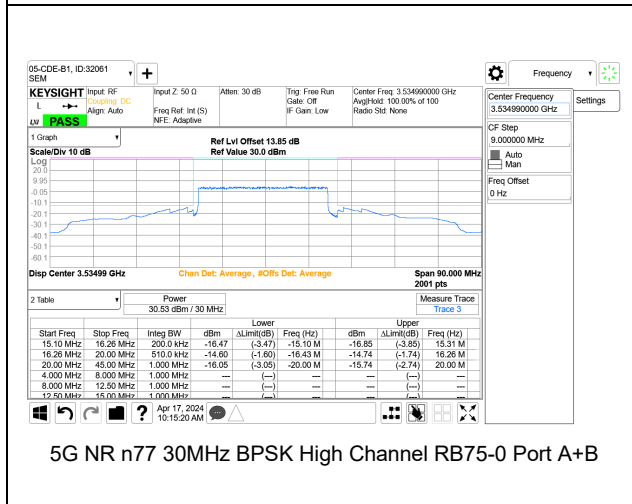 05-CDE-B1, ID:32061
SEM
KEYSIGHT
L
LXI PASS
Input: RF
Coupling: DC
Align: Auto
Input Z: 50 Ω
Freq Ref: Int (S)
NFE: Adaptive
Atten: 30 dB
Trig: Free Run
Gate: Off
IF Gain: Low
Center Freq: 3.534990000 GHz
Avg|Hold: 100.00% of 100
Radio Std: None
Frequency
Center Frequency
3.534990000 GHz
Settings
CF Step
9.000000 MHz
Auto
Man
Freq Offset
0 Hz
1 Graph
Scale/Div 10 dB
Ref Lvl Offset 13.85 dB
Ref Value 30.0 dBm
Log
20.0
9.95
-0.05
-10.1
-20.1
-30.1
-40.1
-50.1
-60.1
Disp Center 3.53499 GHz
Chan Det: Average, #Offs Det: Average
Span 90.000 MHz
2001 pts
2 Table
Power
30.53 dBm / 30 MHz
Measure Trace
Trace 3
Lower Upper
Start Freq Stop Freq Integ BW dBm ΔLimit(dB) Freq (Hz) dBm ΔLimit(dB) Freq (Hz)
15.10 MHz 16.26 MHz 200.0 kHz -16.47 (-3.47) -15.10 M -16.85 (-3.85) 15.31 M
16.26 MHz 20.00 MHz 510.0 kHz -14.60 (-1.60) -16.43 M -14.74 (-1.74) 16.26 M
20.00 MHz 45.00 MHz 1.000 MHz -16.05 (-3.05) -20.00 M -15.74 (-2.74) 20.00 M
4.000 MHz 8.000 MHz 1.000 MHz --- (---) --- --- (---) ---
8.000 MHz 12.50 MHz 1.000 MHz --- (---) --- --- (---) ---
12.50 MHz 15.00 MHz 1.000 MHz --- (---) --- --- (---) ---
Apr 17, 2024
10:15:20 AM
5G NR n77 30MHz BPSK High Channel RB75-0 Port A+B